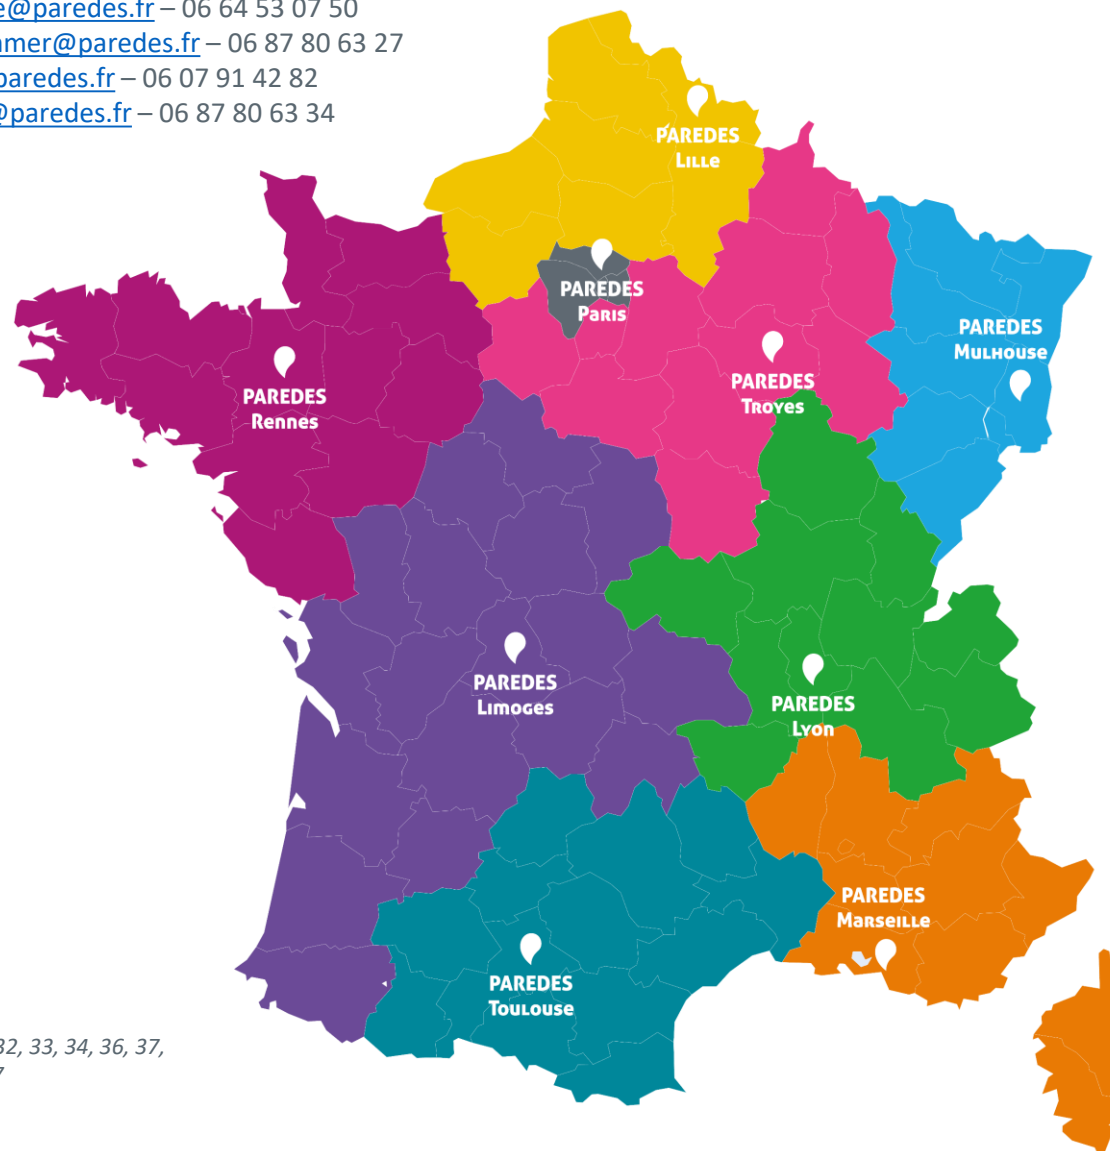 e@paredes.fr – 06 64 53 07 50
mer@paredes.fr – 06 87 80 63 27
paredes.fr – 06 07 91 42 82
@paredes.fr – 06 87 80 63 34
PAREDES
Lille
PAREDES
Paris
PAREDES
Mulhouse
PAREDES
Troyes
PAREDES
Rennes
PAREDES
Limoges
PAREDES
Lyon
PAREDES
Marseille
PAREDES
Toulouse
32, 33, 34, 36, 37,